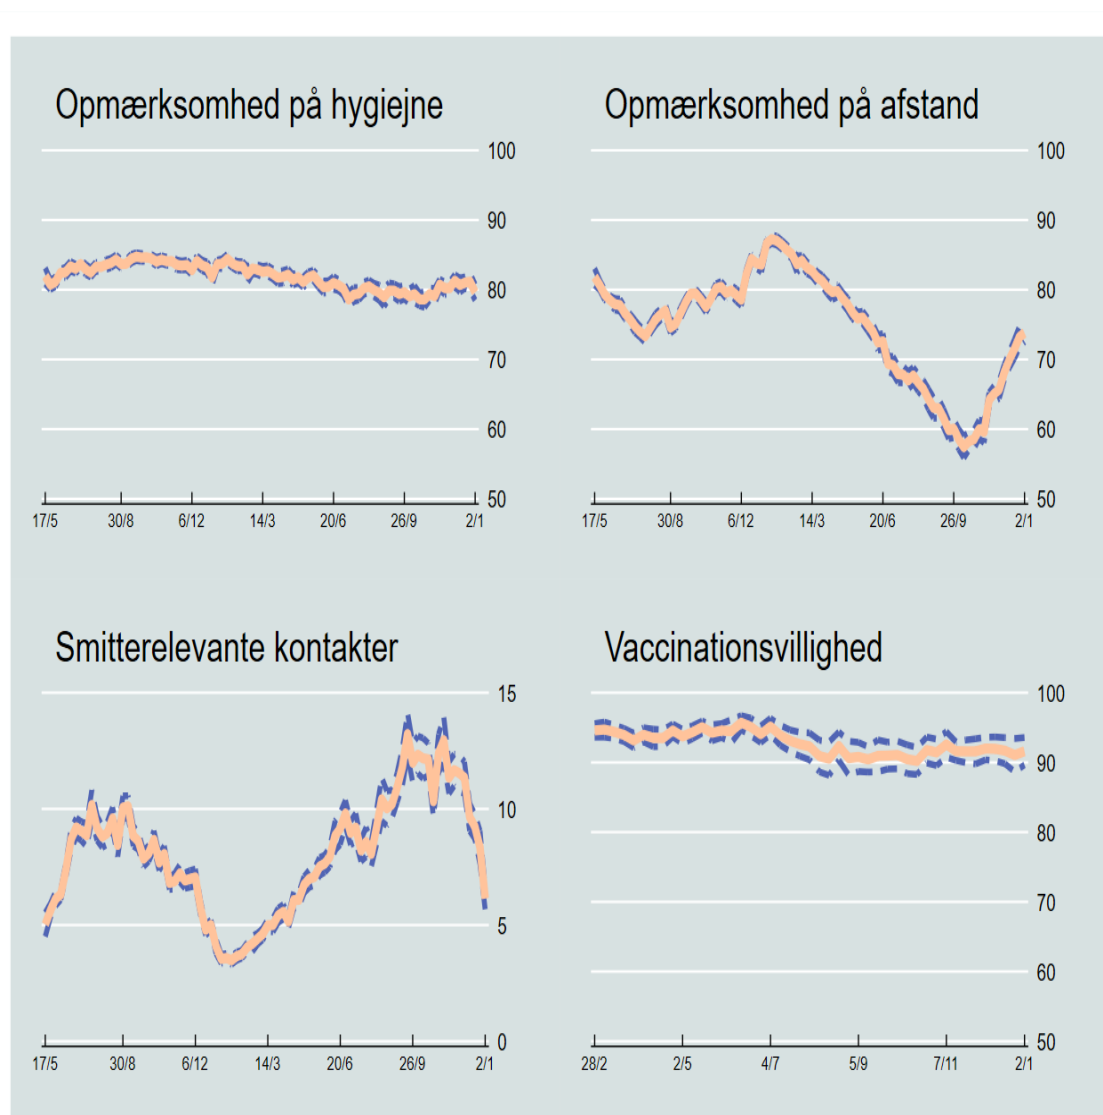 Opmærksomhed på hygiejne
100
90
80
70
60
50
17/5 30/8 6/12 14/3 20/6 26/9 2/1
Opmærksomhed på afstand
100
90
80
70
60
50
17/5 30/8 6/12 14/3 20/6 26/9 2/1
Smitterelevante kontakter
15
10
5
0
17/5 30/8 6/12 14/3 20/6 26/9 2/1
Vaccinationsvillighed
100
90
80
70
60
50
28/2 2/5 4/7 5/9 7/11 2/1